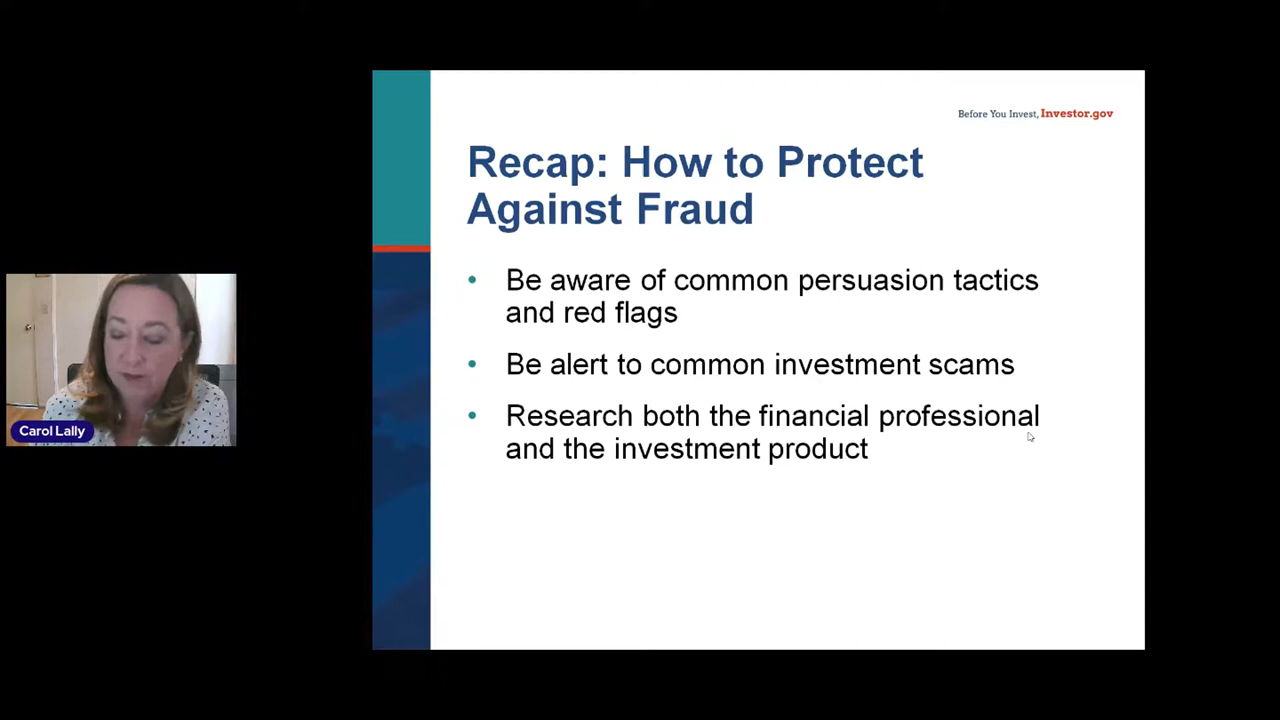 Before You Invest, Investor.gov
Recap: How to Protect
Against Fraud
• Be aware of common persuasion tactics
and red flags
• Be alert to common investment scams
• Research both the financial professional
and the investment product
Carol Lally